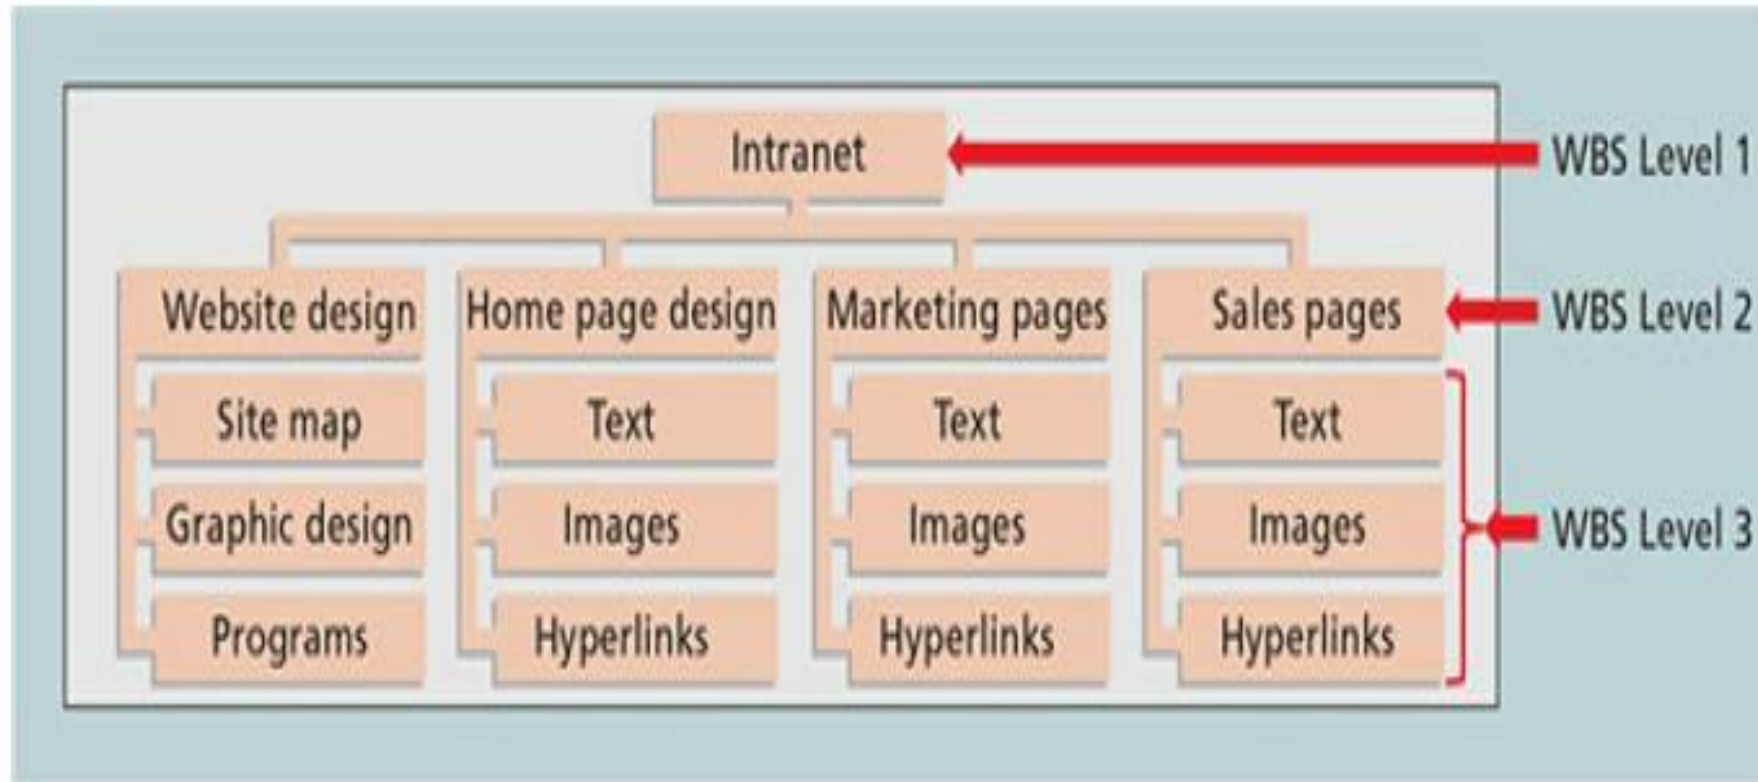 Intranet
WBS Level 1
Website design
Home page design
Marketing pages
Sales pages
WBS Level 2
Site map
Text
Text
Text
Graphic design
Images
Images
Images
WBS Level 3
Programs
Hyperlinks
Hyperlinks
Hyperlinks